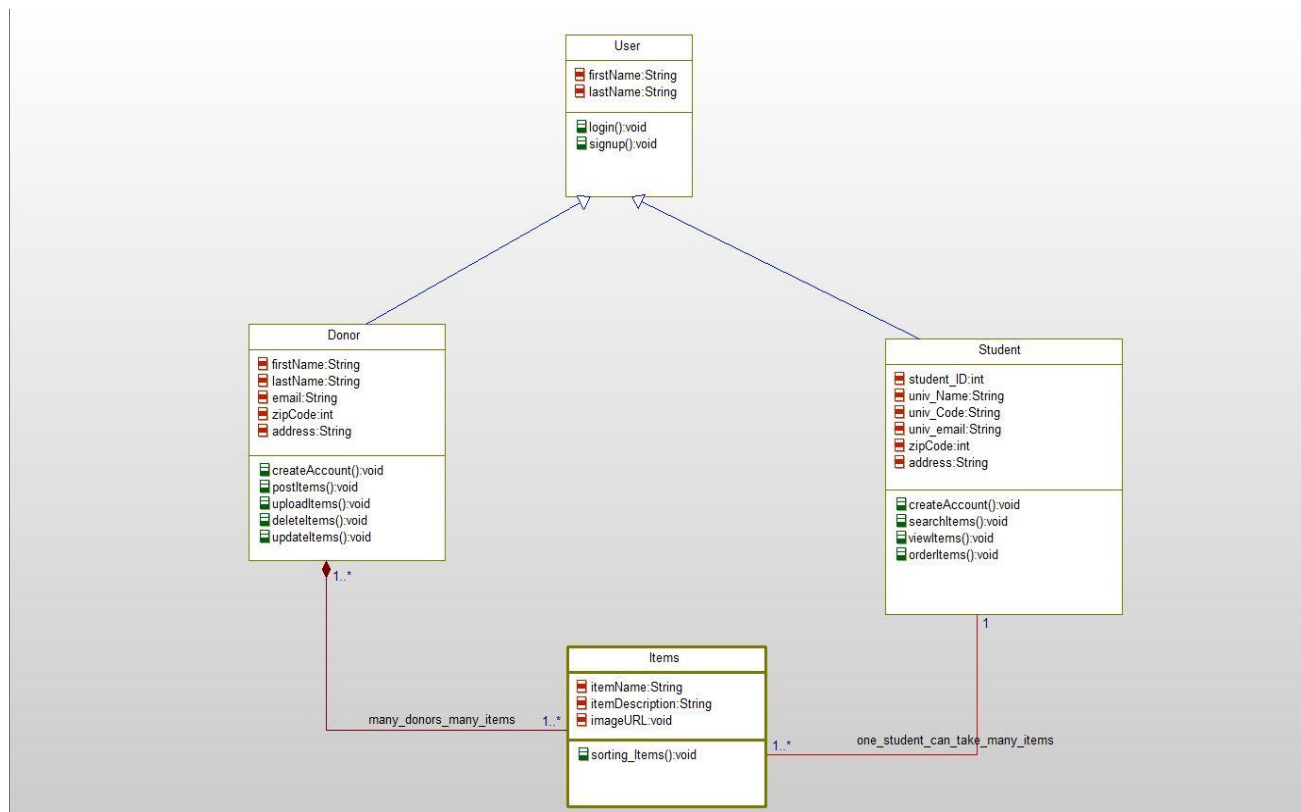 User
firstName:String
lastName:String
login():void
signup():void
Donor
firstName:String
lastName:String
email:String
zipCode:int
address:String
createAccount():void
postItems():void
uploadItems():void
deleteItems():void
updateItems():void
1..*
Student
student_ID:int
univ_Name:String
univ_Code:String
univ_email:String
zipCode:int
address:String
createAccount():void
searchItems():void
viewItems():void
orderItems():void
1
Items
itemName:String
itemDescription:String
imageURL:void
sorting_Items():void
many_donors_many_items
1..*
1..*
one_student_can_take_many_items